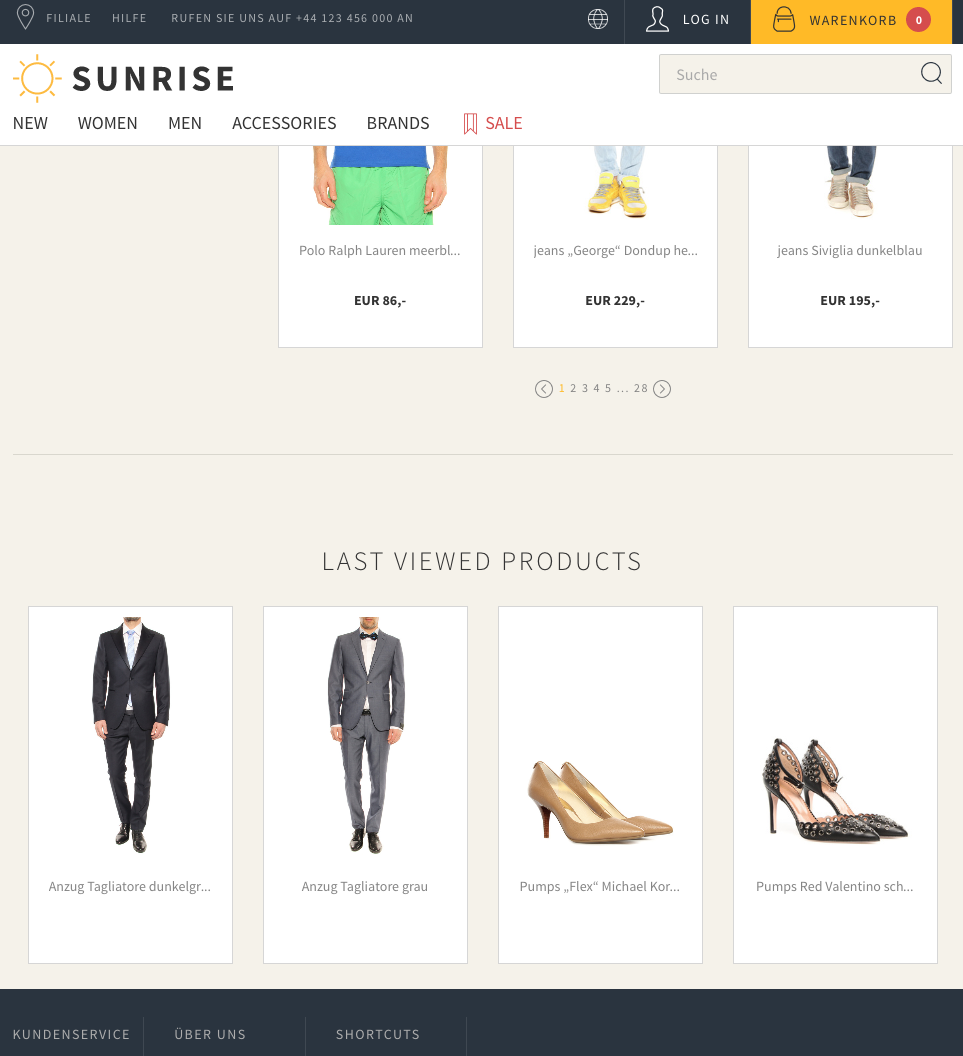 FILIALE HILFE RUFEN SIE UNS AUF +44 123 456 000 AN LOG IN WARENKORB 0
SUNRISE Suche
NEW WOMEN MEN ACCESSORIES BRANDS SALE
Polo Ralph Lauren meerbl... jeans „George“ Dondup he... jeans Siviglia dunkelblau
EUR 86,- EUR 229,- EUR 195,-
1 2 3 4 5 ... 28
LAST VIEWED PRODUCTS
Anzug Tagliatore dunkelgr... Anzug Tagliatore grau Pumps „Flex“ Michael Kor... Pumps Red Valentino sch...
KUNDENSERVICE ÜBER UNS SHORTCUTS